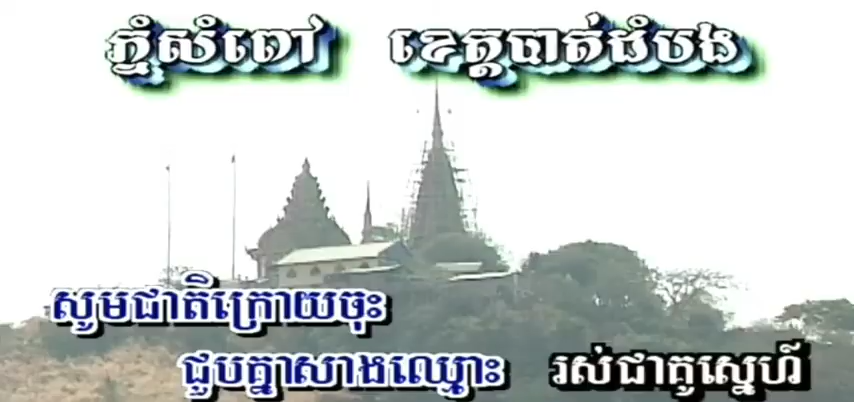 ភ្នំសំពៅ ខេត្តបាត់ដំបង
សូមជាតិក្រោយចុះ
ជួបគ្នាសាងឈ្មោះ រស់ជាគូស្នេហ៍